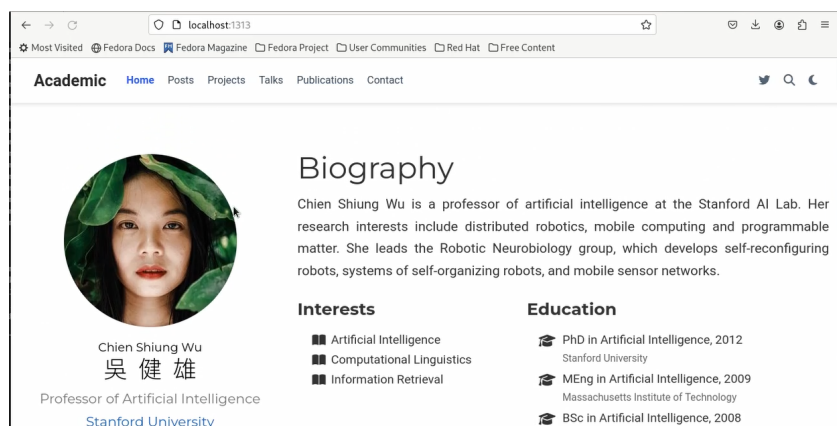 localhost:1313
Most Visited Fedora Docs Fedora Magazine Fedora Project User Communities Red Hat Free Content
Academic Home Posts Projects Talks Publications Contact
Biography
Chien Shiung Wu is a professor of artificial intelligence at the Stanford AI Lab. Her
research interests include distributed robotics, mobile computing and programmable
matter. She leads the Robotic Neurobiology group, which develops self-reconfiguring
robots, systems of self-organizing robots, and mobile sensor networks.
Chien Shiung Wu
吳健雄
Professor of Artificial Intelligence
Stanford University
Interests
Artificial Intelligence
Computational Linguistics
Information Retrieval
Education
PhD in Artificial Intelligence, 2012
Stanford University
MEng in Artificial Intelligence, 2009
Massachusetts Institute of Technology
BSc in Artificial Intelligence, 2008